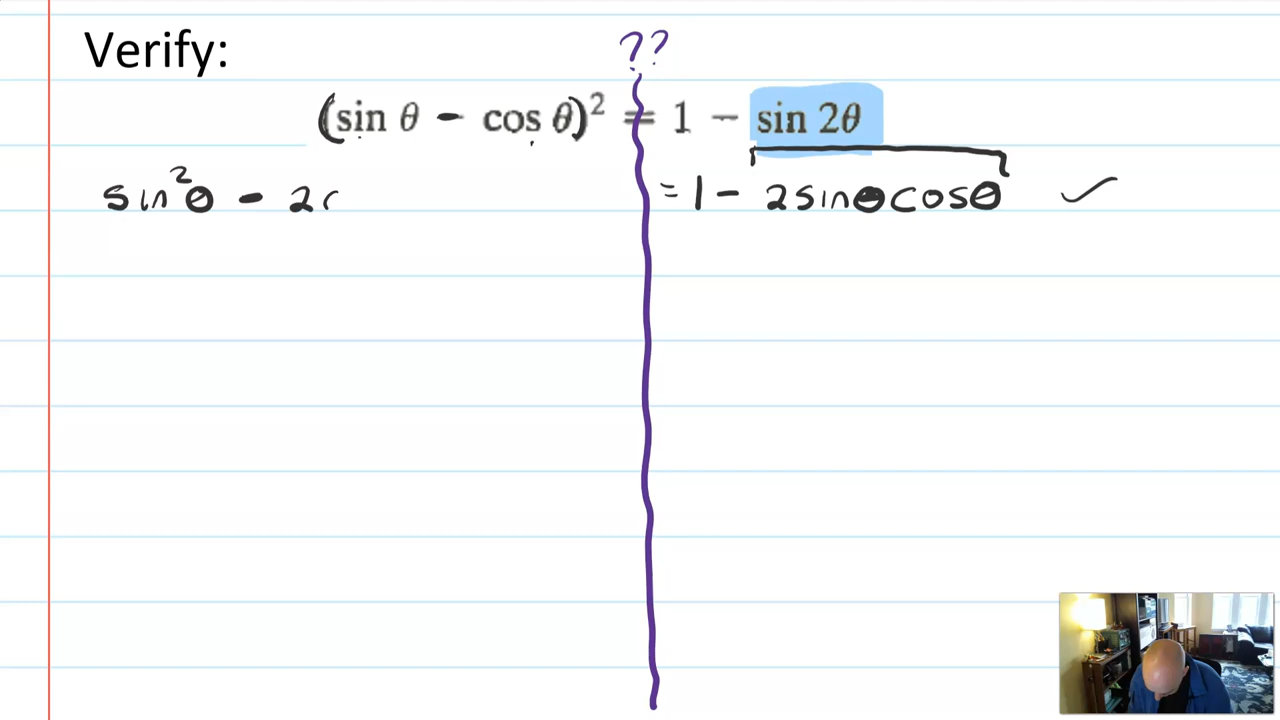 Verify:
??
(sin θ - cos θ)² = 1 - sin 2θ
sin²θ - 2( = 1 - 2sinθcosθ ✓